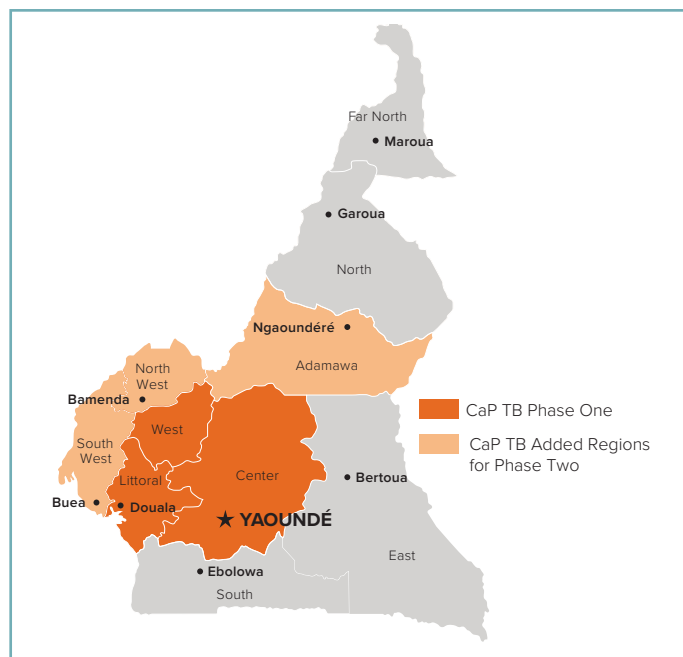 Far North
Maroua
Garoua
North
Ngaoundéré
Adamawa
North
West
Bamenda
West
CaP TB Phase One
CaP TB Added Regions
for Phase Two
South
West
Littoral
Center
Bertoua
Buea
Douala
YAOUNDÉ
East
Ebolowa
South